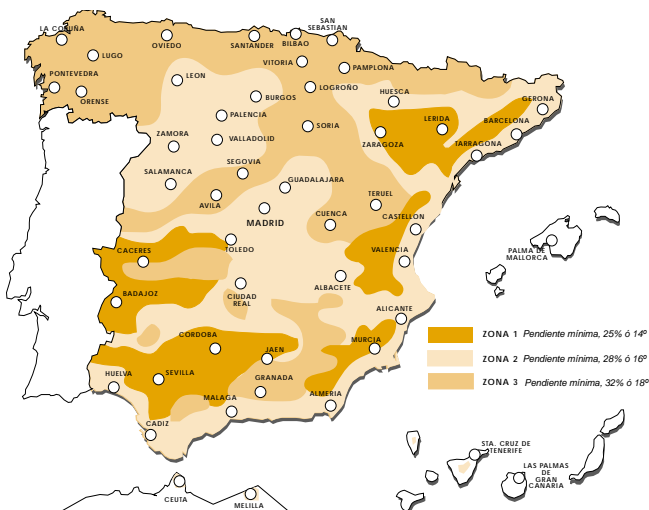 SAN
SEBASTIAN
LA CORUÑA
OVIEDO
SANTANDER
BILBAO
LUGO
VITORIA
PAMPLONA
PONTEVEDRA
LEON
ORENSE
LOGROÑO
HUESCA
BURGOS
GERONA
PALENCIA
LERIDA
BARCELONA
SORIA
ZAMORA
VALLADOLID
ZARAGOZA
TARRAGONA
SEGOVIA
SALAMANCA
GUADALAJARA
TERUEL
AVILA
CUENCA
CASTELLON
MADRID
CACERES
TOLEDO
VALENCIA
PALMA DE
MALLORCA
BADAJOZ
CIUDAD
REAL
ALBACETE
ALICANTE
CORDOBA
MURCIA
JAEN
ZONA 1 Pendiente mínima, 25% ó 14º
ZONA 2 Pendiente mínima, 28% ó 16º
ZONA 3 Pendiente mínima, 32% ó 18º
HUELVA
SEVILLA
GRANADA
MALAGA
ALMERIA
CADIZ
STA. CRUZ DE
TENERIFE
LAS PALMAS
DE
GRAN
CANARIA
CEUTA
MELILLA